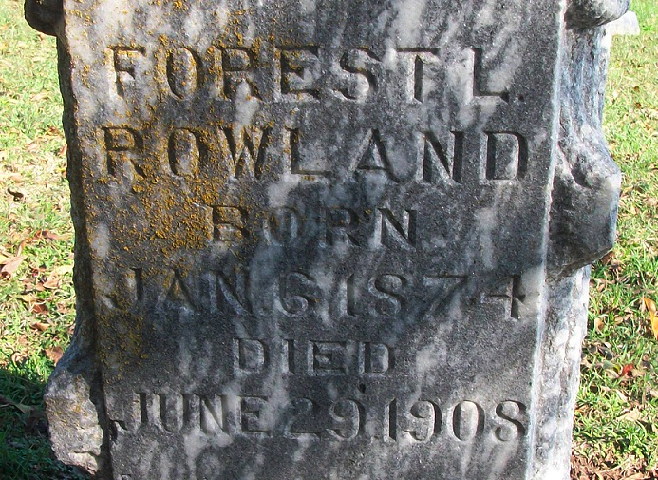 FOREST L.
ROWLAND
BORN
JAN. 6, 1874
DIED
JUNE 29, 1908